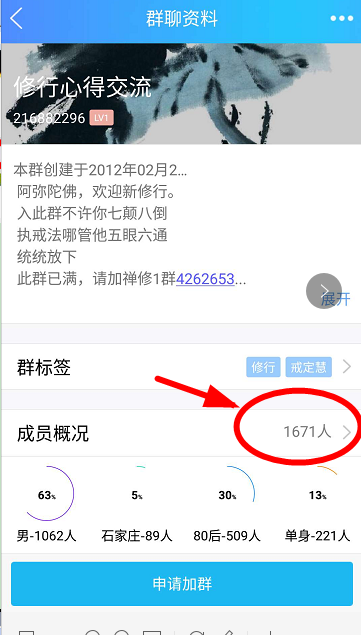 群聊资料
修行心得交流
216882296 LV1
本群创建于2012年02月2...
阿弥陀佛，欢迎新修行。
入此群不许你七颠八倒
执戒法哪管他五眼六通
统统放下
此群已满，请加禅修1群4262653...
展开
群标签 修行 戒定慧
成员概况 1671人
63% 5% 30% 13%
男-1062人 石家庄-89人 80后-509人 单身-221人
申请加群